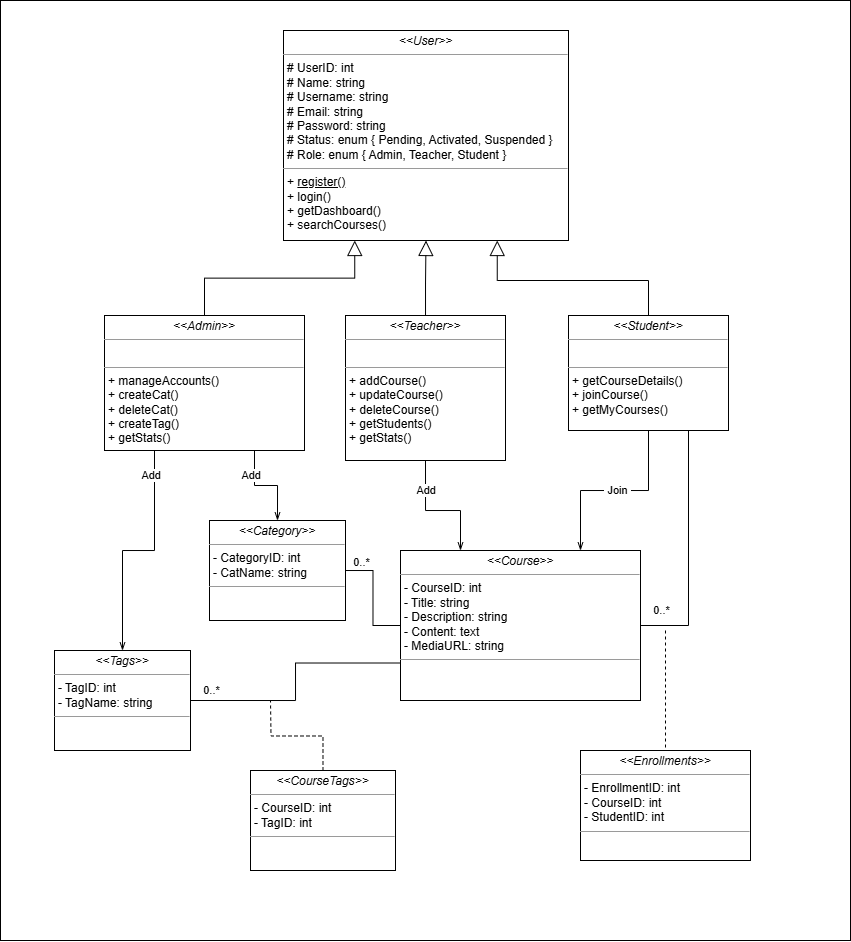 <<User>>
# UserID: int
# Name: string
# Username: string
# Email: string
# Password: string
# Status: enum { Pending, Activated, Suspended }
# Role: enum { Admin, Teacher, Student }
+ register()
+ login()
+ getDashboard()
+ searchCourses()
<<Admin>>
+ manageAccounts()
+ createCat()
+ deleteCat()
+ createTag()
+ getStats()
<<Teacher>>
+ addCourse()
+ updateCourse()
+ deleteCourse()
+ getStudents()
+ getStats()
<<Student>>
+ getCourseDetails()
+ joinCourse()
+ getMyCourses()
Add
Add
Add
Join
<<Category>>
- CategoryID: int
- CatName: string
0..*
<<Course>>
- CourseID: int
- Title: string
- Description: string
- Content: text
- MediaURL: string
0..*
<<Tags>>
- TagID: int
- TagName: string
0..*
<<CourseTags>>
- CourseID: int
- TagID: int
<<Enrollments>>
- EnrollmentID: int
- CourseID: int
- StudentID: int